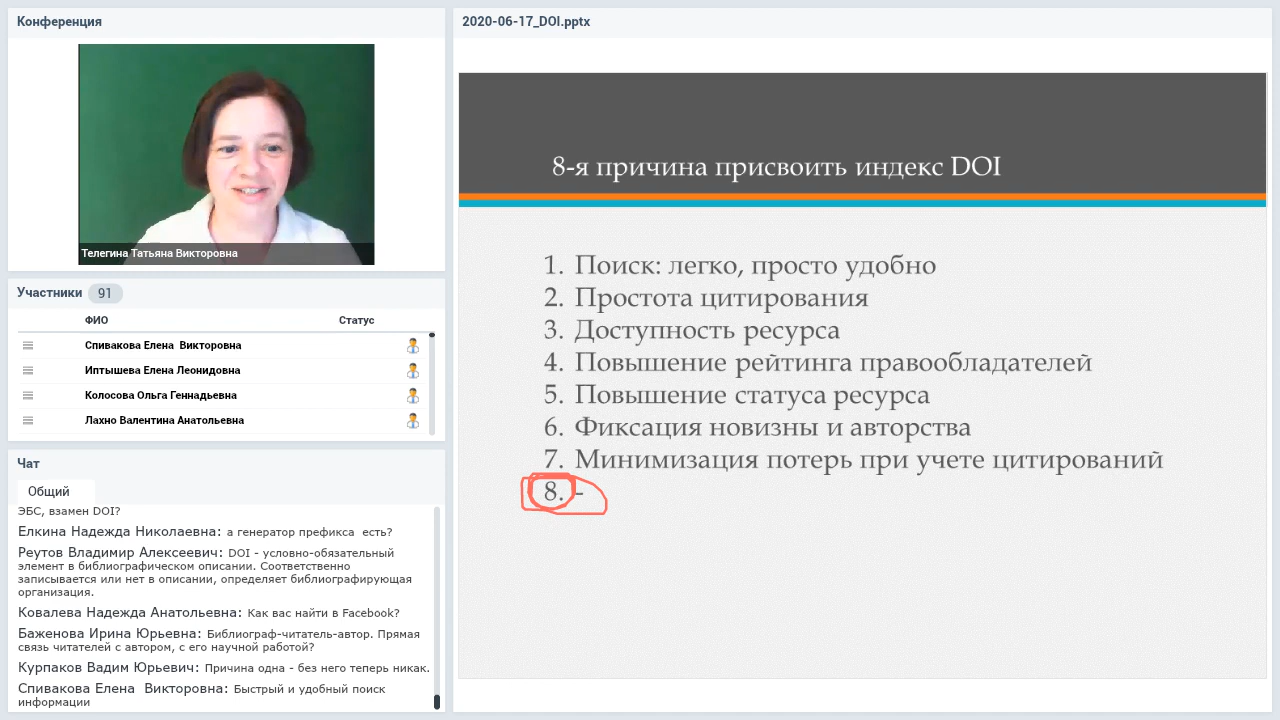 Конференция
Телегина Татьяна Викторовна
Участники 91
ФИО Статус
Спивакова Елена  Викторовна
Иптышева Елена Леонидовна
Колосова Ольга Геннадьевна
Лахно Валентина Анатольевна
Чат
Общий
ЭБС, взамен DOI?
Елкина Надежда Николаевна: а генератор префикса  есть?
Реутов Владимир Алексеевич: DOI - условно-обязательный
элемент в библиографическом описании. Соответственно
записывается или нет в описании, определяет библиографирующая
организация.
Ковалева Надежда Анатольевна: Как вас найти в Facebook?
Баженова Ирина Юрьевна: Библиограф-читатель-автор. Прямая
связь читателей с автором, с его научной работой?
Курпаков Вадим Юрьевич: Причина одна - без него теперь никак.
Спивакова Елена  Викторовна: Быстрый и удобный поиск
информации
2020-06-17_DOI.pptx
8-я причина присвоить индекс DOI
1. Поиск: легко, просто удобно
2. Простота цитирования
3. Доступность ресурса
4. Повышение рейтинга правообладателей
5. Повышение статуса ресурса
6. Фиксация новизны и авторства
7. Минимизация потерь при учете цитирований
8. -